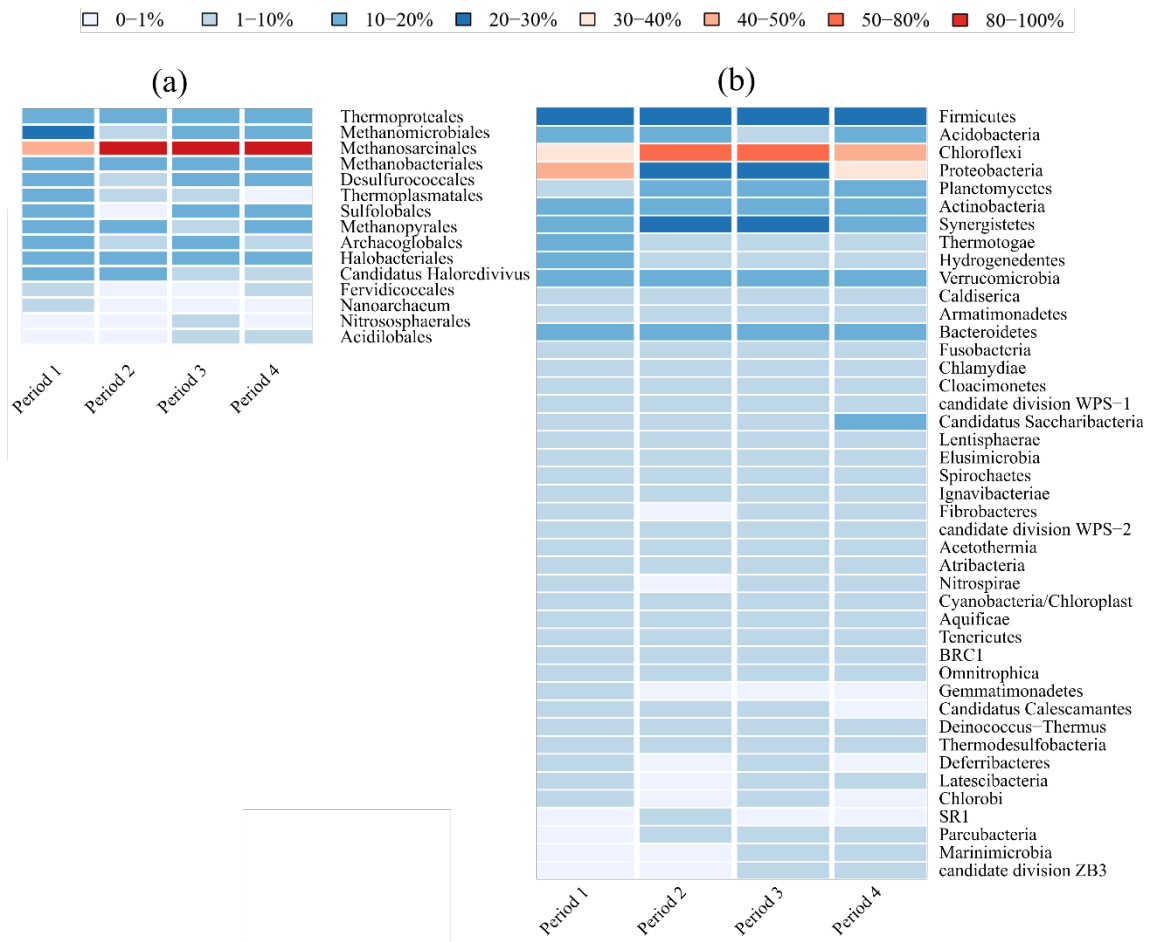 0−1% 1−10% 10−20% 20−30% 30−40% 40−50% 50−80% 80−100%
(a)
Thermoproteales
Methanomicrobiales
Methanosarcinales
Methanobacteriales
Desulfurococcales
Thermoplasmatales
Sulfolobales
Methanopyrales
Archaeoglobales
Halobacteriales
Candidatus Haloredivivus
Fervidicoccales
Nanoarchaeum
Nitrososphaerales
Acidilobales
Period 1
Period 2
Period 3
Period 4
(b)
Firmicutes
Acidobacteria
Chloroflexi
Proteobacteria
Planctomycetes
Actinobacteria
Synergistetes
Thermotogae
Hydrogenedentes
Verrucomicrobia
Caldiserica
Armatimonadetes
Bacteroidetes
Fusobacteria
Chlamydiae
Cloacimonetes
candidate division WPS−1
Candidatus Saccharibacteria
Lentisphaerae
Elusimicrobia
Spirochaetes
Ignavibacteriae
Fibrobacteres
candidate division WPS−2
Acetothermia
Atribacteria
Nitrospirae
Cyanobacteria/Chloroplast
Aquificae
Tenericutes
BRC1
Omnitrophica
Gemmatimonadetes
Candidatus Calescamantes
Deinococcus−Thermus
Thermodesulfobacteria
Deferribacteres
Latescibacteria
Chlorobi
SR1
Parcubacteria
Marinimicrobia
candidate division ZB3
Period 1
Period 2
Period 3
Period 4